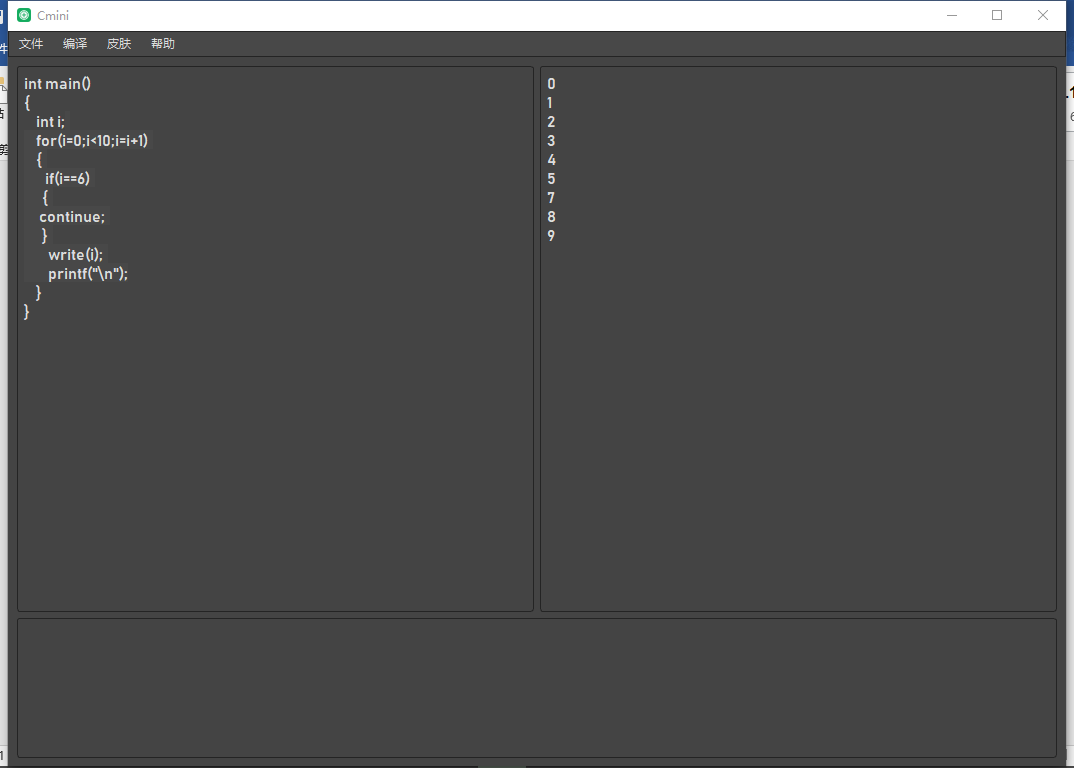 Cmini
文件 编译 皮肤 帮助
int main()
{
int i;
for(i=0;i<10;i=i+1)
{
if(i==6)
{
continue;
}
write(i);
printf("\n");
}
}
0
1
2
3
4
5
7
8
9